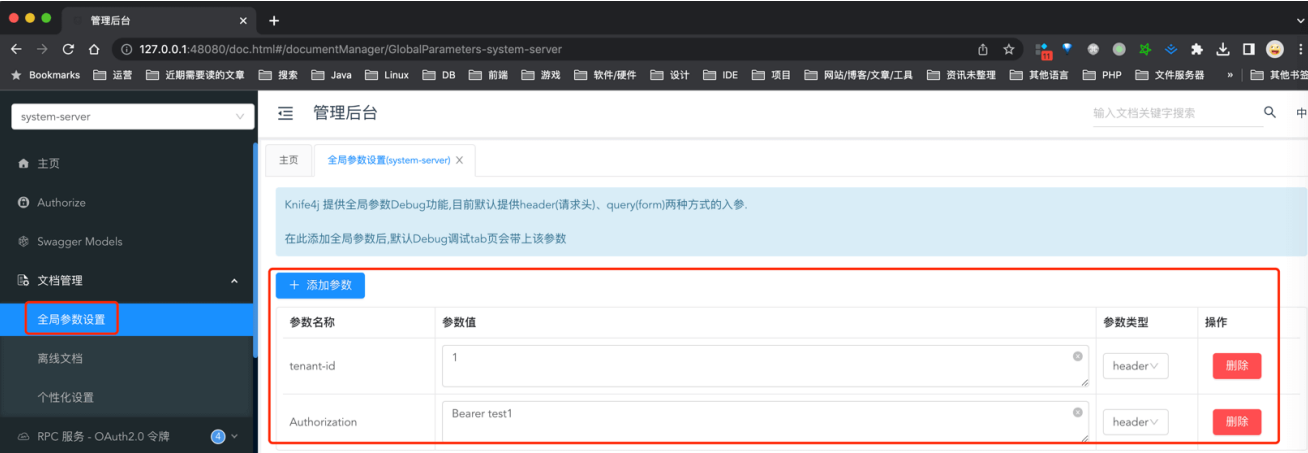 管理后台
127.0.0.1:48080/doc.html#/documentManager/GlobalParameters-system-server
11
Bookmarks 运营 近期需要读的文章 搜索 Java Linux DB 前端 游戏 软件/硬件 设计 IDE 项目 网站/博客/文章/工具 资讯未整理 其他语言 PHP 文件服务器 » 其他书签
system-server
管理后台
输入文档关键字搜索
中
主页
全局参数设置(system-server)
主页
Authorize
Swagger Models
文档管理
全局参数设置
离线文档
个性化设置
RPC 服务 - OAuth2.0 令牌 4
Knife4j 提供全局参数Debug功能,目前默认提供header(请求头)、query(form)两种方式的入参.
在此添加全局参数后,默认Debug调试tab页会带上该参数
+ 添加参数
参数名称 参数值 参数类型 操作
tenant-id 1 header 删除
Authorization Bearer test1 header 删除